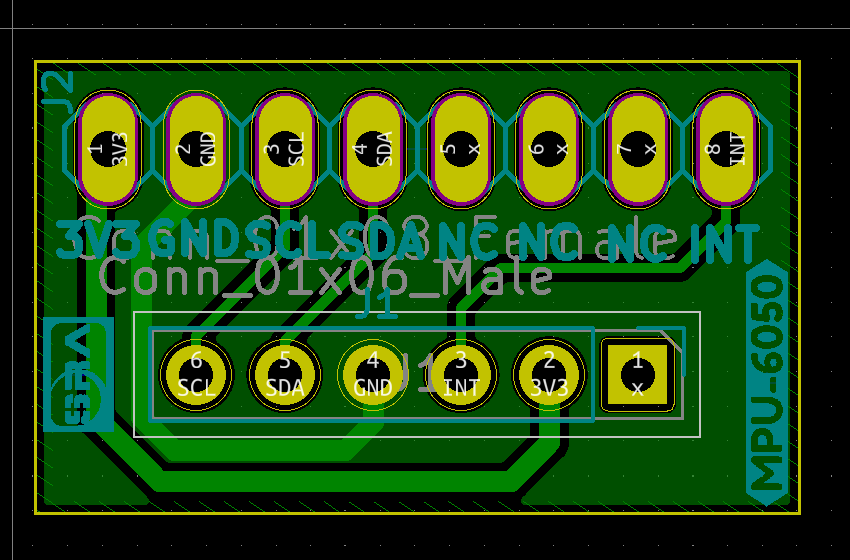 J2
1 2 3 4 5 6 7 8
3V3 GND SCL SDA x x x INT
Conn_01x08_Female
3V3 GND SCL SDA NC NC NC INT
Conn_01x06_Male
J1
6 5 4 3 2 1
J1
SCL SDA GND INT 3V3 x
MPU-6050